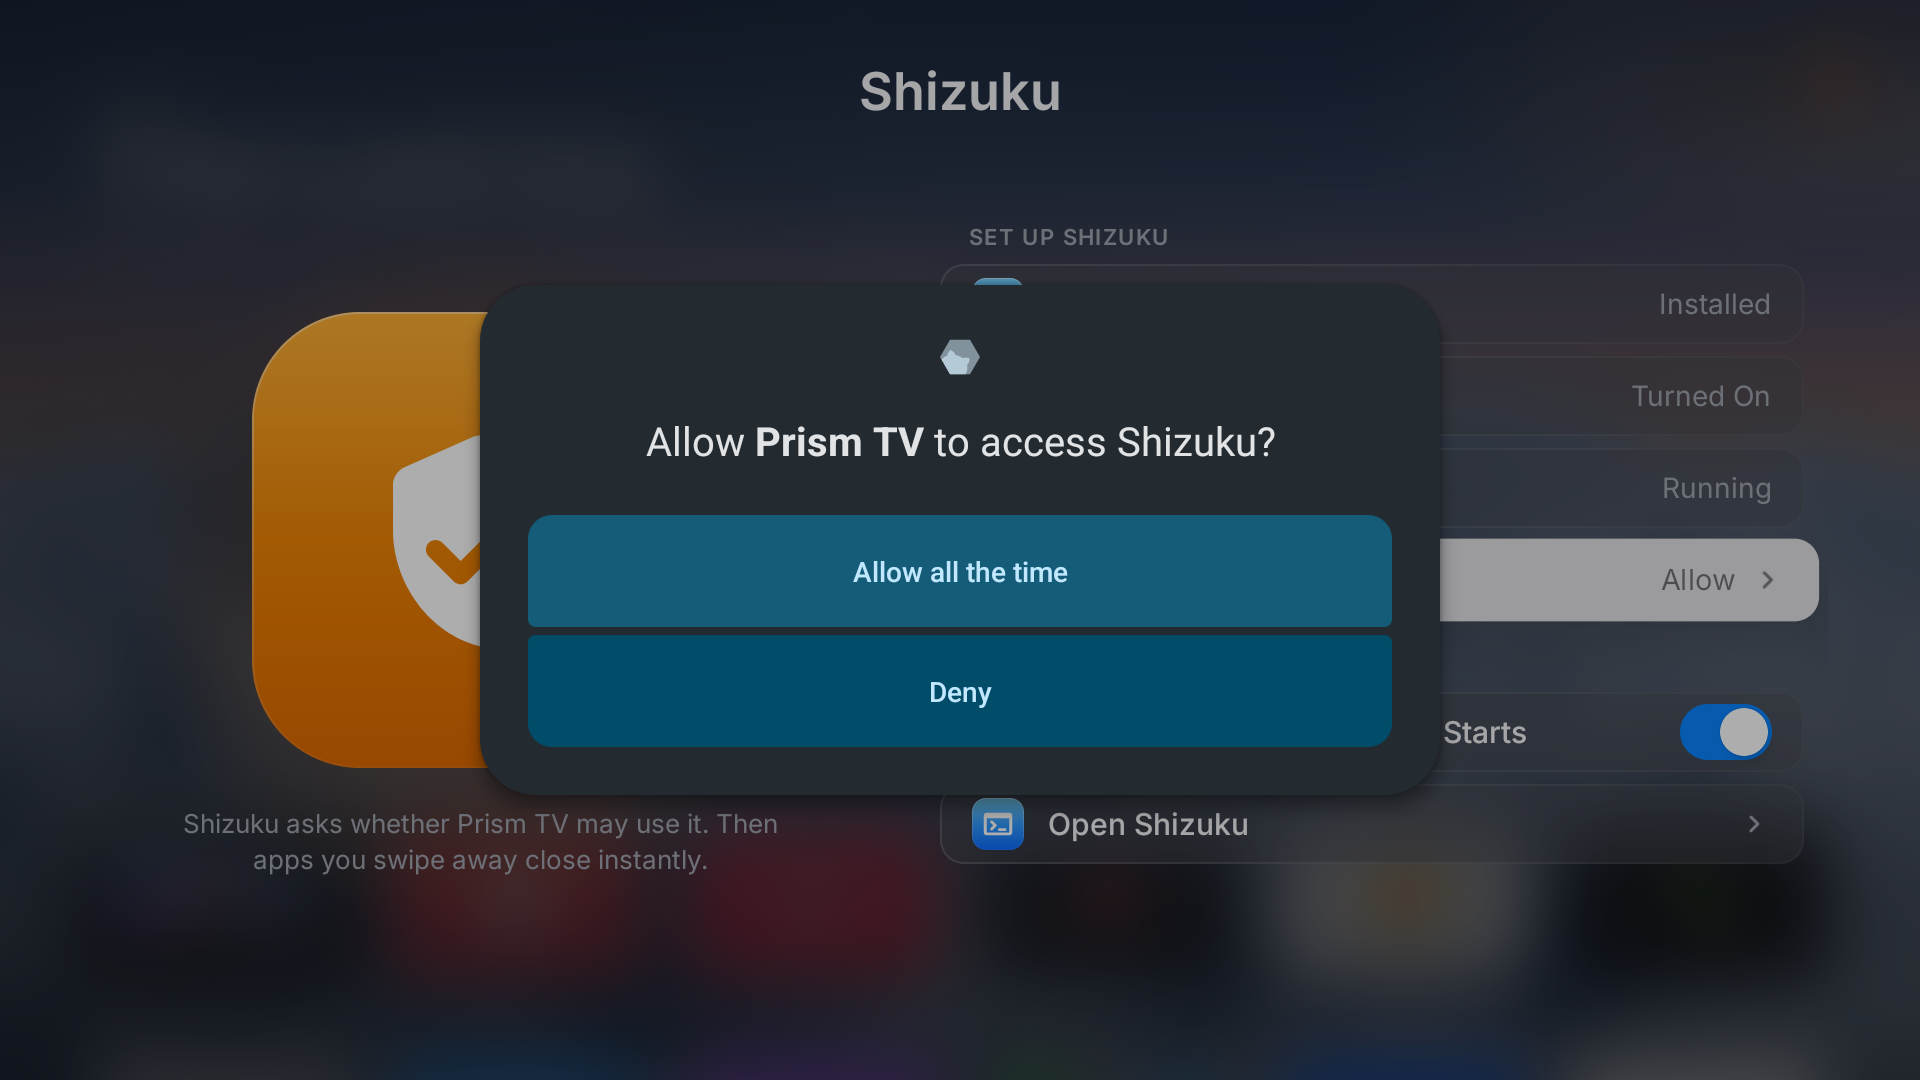 Shizuku
SET UP SHIZUKU
Installed
Turned On
Running
Allow
Allow Prism TV to access Shizuku?
Allow all the time
Deny
Starts
Open Shizuku
Shizuku asks whether Prism TV may use it. Then
apps you swipe away close instantly.